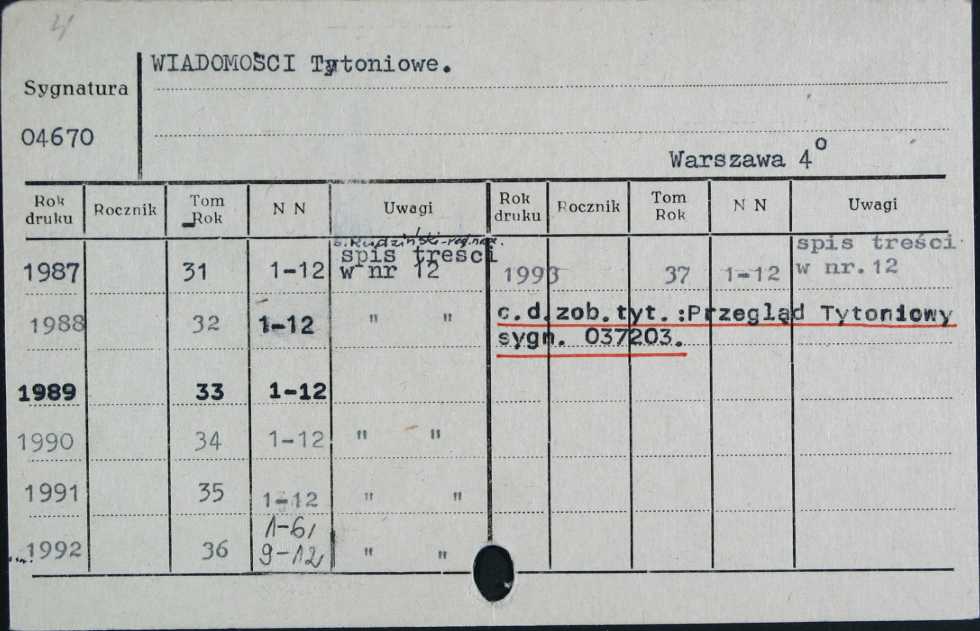 4
WIADOMOŚCI Tytoniowe.
Sygnatura
04670
Warszawa 4°
Rok druku Rocznik Tom Rok N N Uwagi Rok druku Rocznik Tom Rok N N Uwagi
1987 31 1-12 spis treści w nr 12 1993 37 1-12 spis treści w nr.12
1988 32 1-12 " " c.d.zob.tyt.:Przegląd Tytoniowy
sygn. 037203.
1989 33 1-12
1990 34 1-12 " "
1991 35 1-12 " "
1992 36 1-6, 9-12, " "